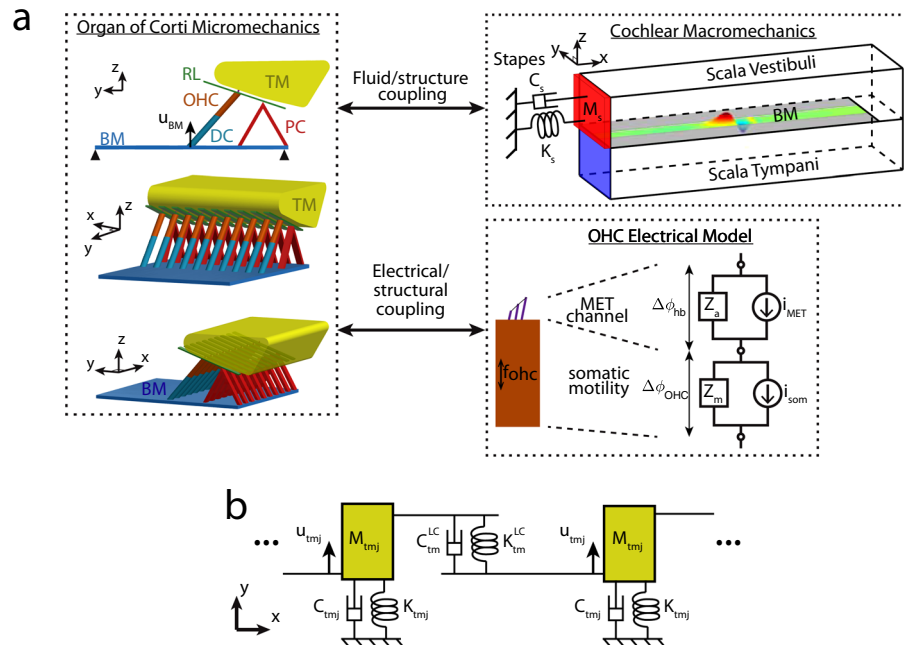 a
Organ of Corti Micromechanics
z
y
RL
TM
OHC
u_BM
DC
PC
BM
Fluid/structure
coupling
Cochlear Macromechanics
z
y
x
Stapes
C_s
M_s
K_s
Scala Vestibuli
BM
Scala Tympani
x
z
y
TM
Electrical/
structural
coupling
z
y
x
BM
OHC Electrical Model
MET
channel
Δϕ_hb
Z_a
i_MET
f_ohc
somatic
motility
Δϕ_OHC
Z_m
i_som
b
...
u_tmj
M_tmj
C_tm^LC
K_tm^LC
u_tmj
M_tmj
...
y
x
C_tmj
K_tmj
C_tmj
K_tmj